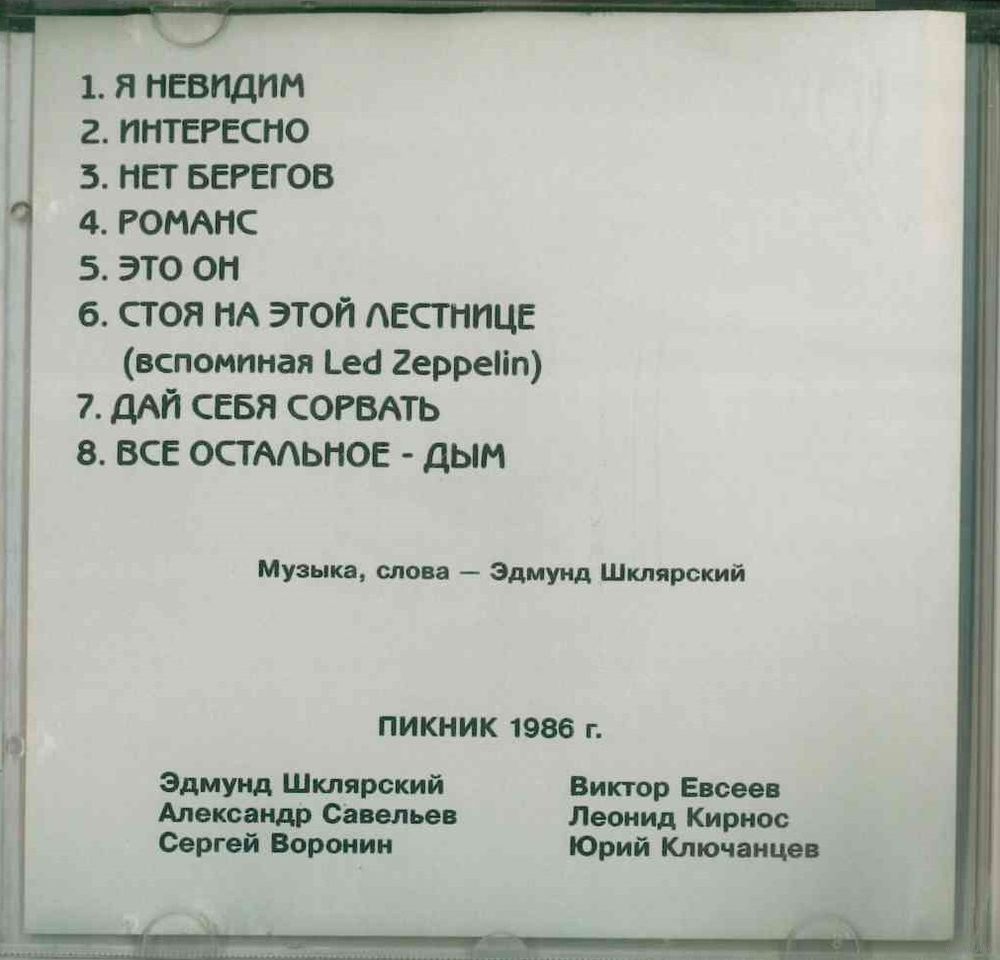 1. Я НЕВИДИМ
2. ИНТЕРЕСНО
3. НЕТ БЕРЕГОВ
4. РОМАНС
5. ЭТО ОН
6. СТОЯ НА ЭТОЙ ЛЕСТНИЦЕ
(вспоминая Led Zeppelin)
7. ДАЙ СЕБЯ СОРВАТЬ
8. ВСЕ ОСТАЛЬНОЕ - ДЫМ
Музыка, слова — Эдмунд Шклярский
ПИКНИК 1986 г.
Эдмунд Шклярский
Александр Савельев
Сергей Воронин
Виктор Евсеев
Леонид Кирнос
Юрий Ключанцев